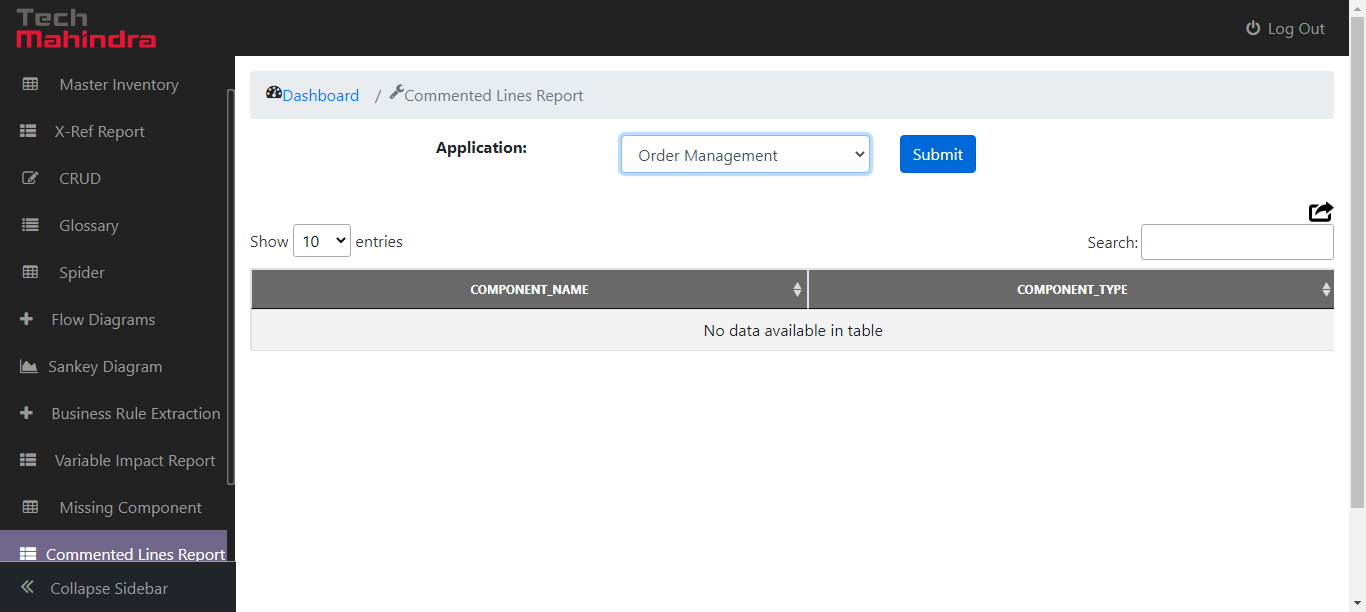 Tech
Mahindra
Log Out
Master Inventory
X-Ref Report
CRUD
Glossary
Spider
Flow Diagrams
Sankey Diagram
Business Rule Extraction
Variable Impact Report
Missing Component
Commented Lines Report
Collapse Sidebar
Dashboard / Commented Lines Report
Application: Order Management Submit
Show 10 entries Search:
COMPONENT_NAME COMPONENT_TYPE
No data available in table